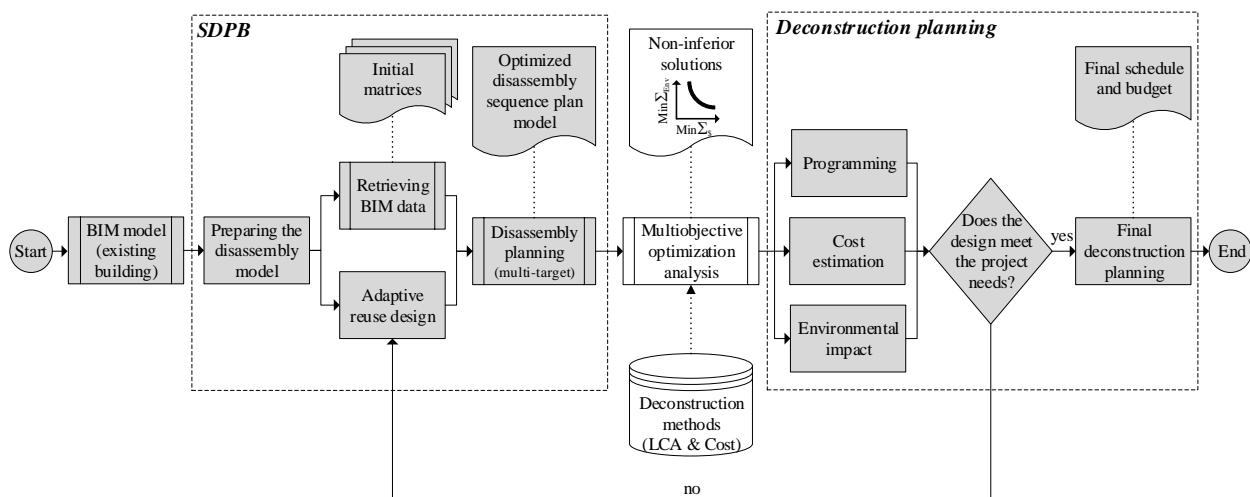 SDPB
Deconstruction planning
Initial
matrices
Optimized
disassembly
sequence plan
model
Non-inferior
solutions
Min∑Env
Min∑$
Final schedule
and budget
Start
BIM model
(existing
building)
Preparing the
disassembly
model
Retrieving
BIM data
Adaptive
reuse design
Disassembly
planning
(multi-target)
Multiobjective
optimization
analysis
Deconstruction
methods
(LCA & Cost)
Programming
Cost
estimation
Environmental
impact
Does the
design meet
the project
needs?
yes
Final
deconstruction
planning
End
no